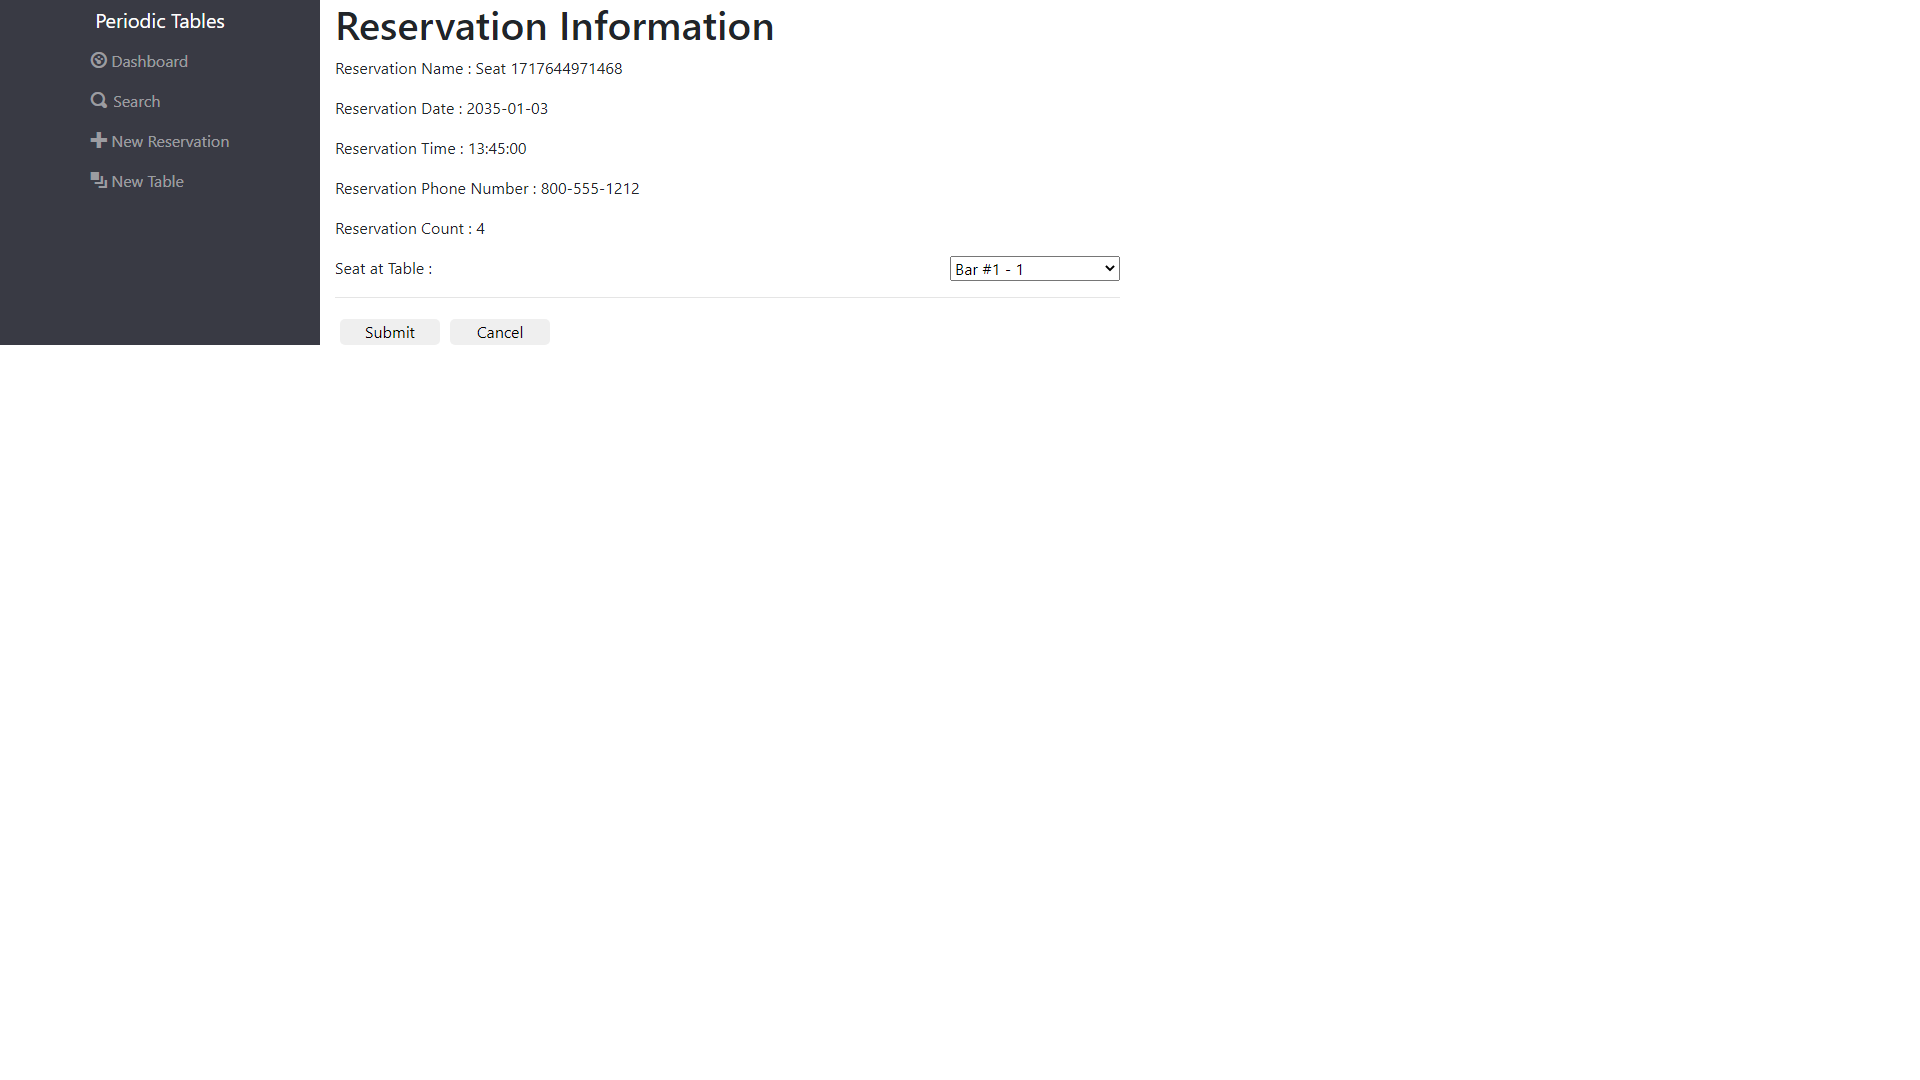 Periodic Tables
Dashboard
Search
New Reservation
New Table
Reservation Information
Reservation Name : Seat 1717644971468
Reservation Date : 2035-01-03
Reservation Time : 13:45:00
Reservation Phone Number : 800-555-1212
Reservation Count : 4
Seat at Table :
Bar #1 - 1
Submit
Cancel